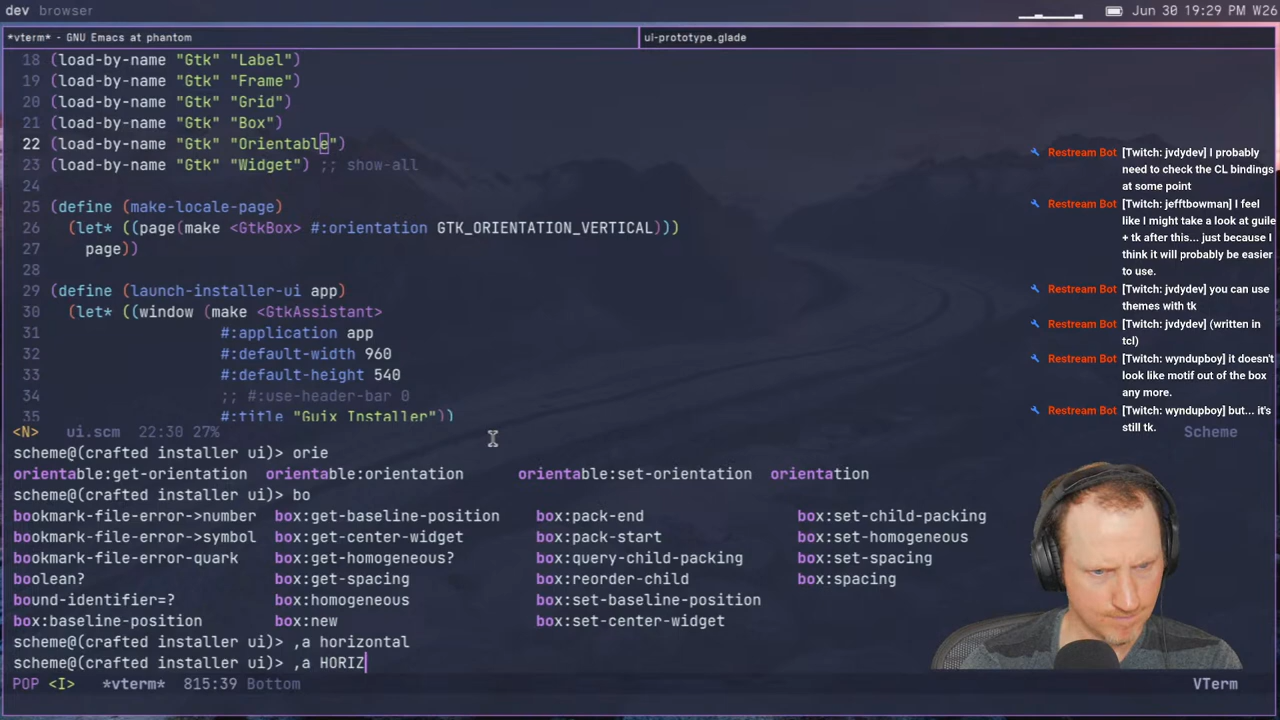 dev browser
Jun 30 19:29 PM W26
*vterm* - GNU Emacs at phantom
ui-prototype.glade
18 (load-by-name "Gtk" "Label")
19 (load-by-name "Gtk" "Frame")
20 (load-by-name "Gtk" "Grid")
21 (load-by-name "Gtk" "Box")
22 (load-by-name "Gtk" "Orientable")
23 (load-by-name "Gtk" "Widget") ;; show-all
24
25 (define (make-locale-page)
26 (let* ((page(make <GtkBox> #:orientation GTK_ORIENTATION_VERTICAL)))
27 page))
28
29 (define (launch-installer-ui app)
30 (let* ((window (make <GtkAssistant>
31 #:application app
32 #:default-width 960
33 #:default-height 540
34 ;; #:use-header-bar 0
35 #:title "Guix Installer"))
<N> ui.scm 22:30 27% Scheme
scheme@(crafted installer ui)> orie
orientable:get-orientation orientable:orientation orientable:set-orientation orientation
scheme@(crafted installer ui)> bo
bookmark-file-error->number box:get-baseline-position box:pack-end box:set-child-packing
bookmark-file-error->symbol box:get-center-widget box:pack-start box:set-homogeneous
bookmark-file-error-quark box:get-homogeneous? box:query-child-packing box:set-spacing
boolean? box:get-spacing box:reorder-child box:spacing
bound-identifier=? box:homogeneous box:set-baseline-position
box:baseline-position box:new box:set-center-widget
scheme@(crafted installer ui)> ,a horizontal
scheme@(crafted installer ui)> ,a HORIZ
POP <I> *vterm* 815:39 Bottom VTerm
Restream Bot [Twitch: jvdydev] I probably
need to check the CL bindings
at some point
Restream Bot [Twitch: jefftbowman] I feel
like I might take a look at guile
+ tk after this... just because I
think it will probably be easier
to use.
Restream Bot [Twitch: jvdydev] you can use
themes with tk
Restream Bot [Twitch: jvdydev] (written in
tcl)
Restream Bot [Twitch: wyndupboy] it doesn't
look like motif out of the box
any more.
Restream Bot [Twitch: wyndupboy] but... it's
still tk.